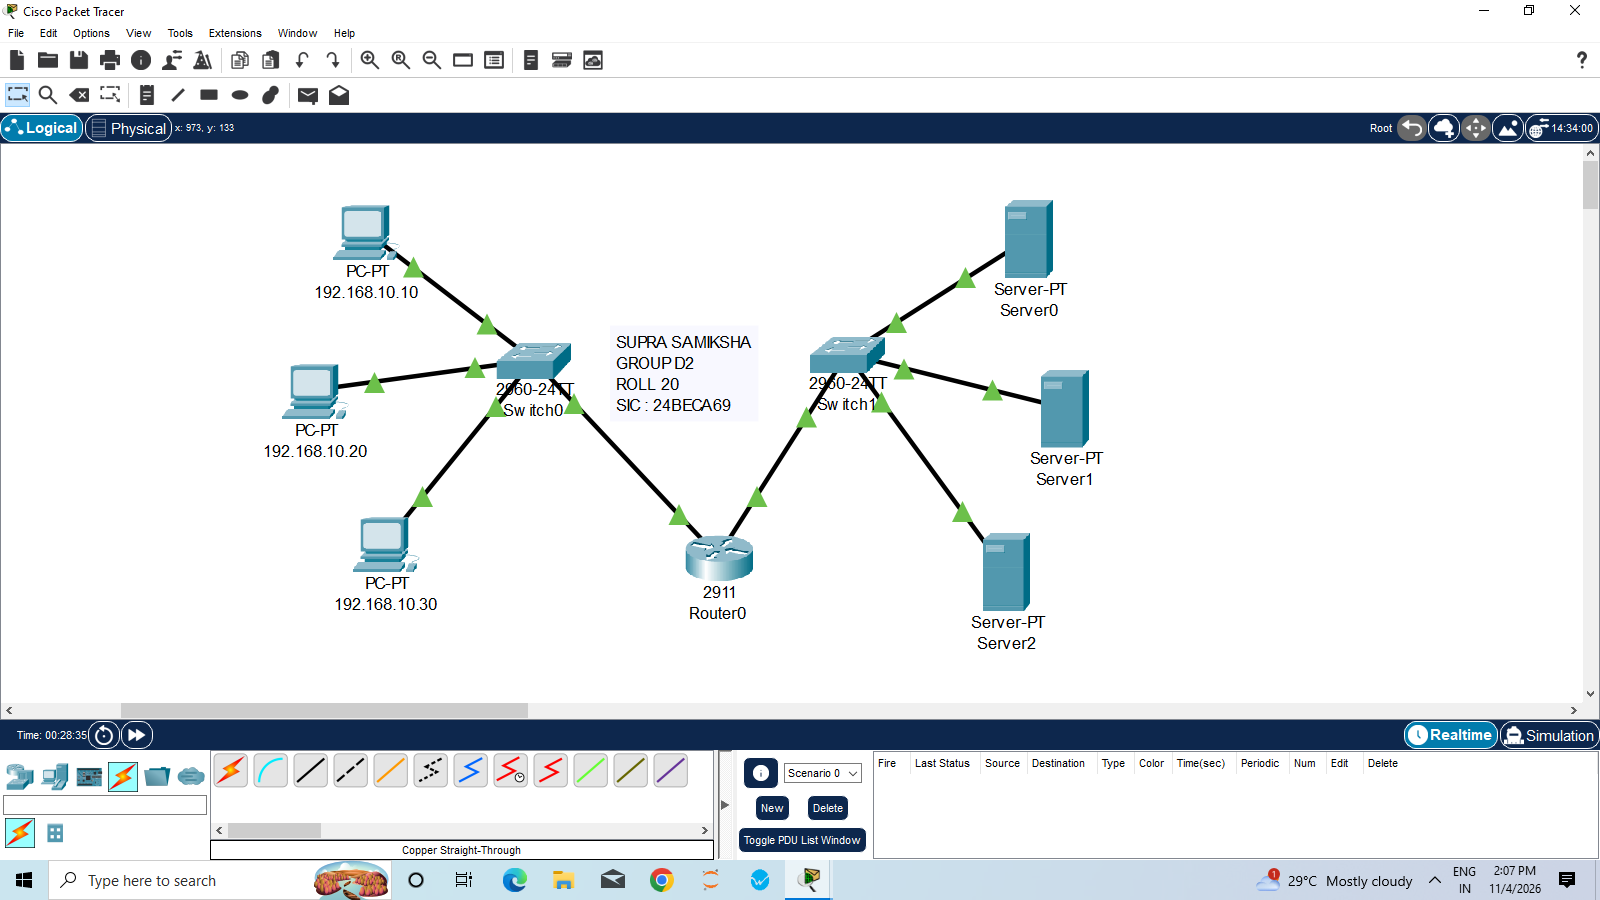 Cisco Packet Tracer
File Edit Options View Tools Extensions Window Help
?
Logical Physical x: 973, y: 133 Root 14:34:00
PC-PT
192.168.10.10
PC-PT
192.168.10.20
PC-PT
192.168.10.30
2960-24TT
Switch0
SUPRA SAMIKSHA
GROUP D2
ROLL 20
SIC : 24BECA69
2960-24TT
Switch1
2911
Router0
Server-PT
Server0
Server-PT
Server1
Server-PT
Server2
Time: 00:28:35 Realtime Simulation
Scenario 0
New Delete
Toggle PDU List Window
Fire Last Status Source Destination Type Color Time(sec) Periodic Num Edit Delete
Copper Straight-Through
Type here to search
1
29°C Mostly cloudy
ENG
IN
2:07 PM
11/4/2026